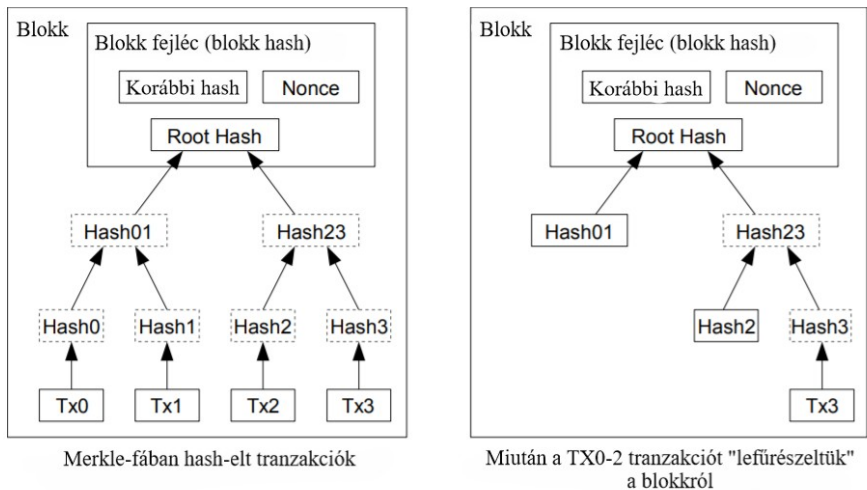 Blokk
Blokk fejléc (blokk hash)
Korábbi hash
Nonce
Root Hash
Hash01
Hash23
Hash0
Hash1
Hash2
Hash3
Tx0
Tx1
Tx2
Tx3
Merkle-fában hash-elt tranzakciók
Blokk
Blokk fejléc (blokk hash)
Korábbi hash
Nonce
Root Hash
Hash01
Hash23
Hash2
Hash3
Tx3
Miután a TX0-2 tranzakciót "lefűrészeltük"
a blokkról